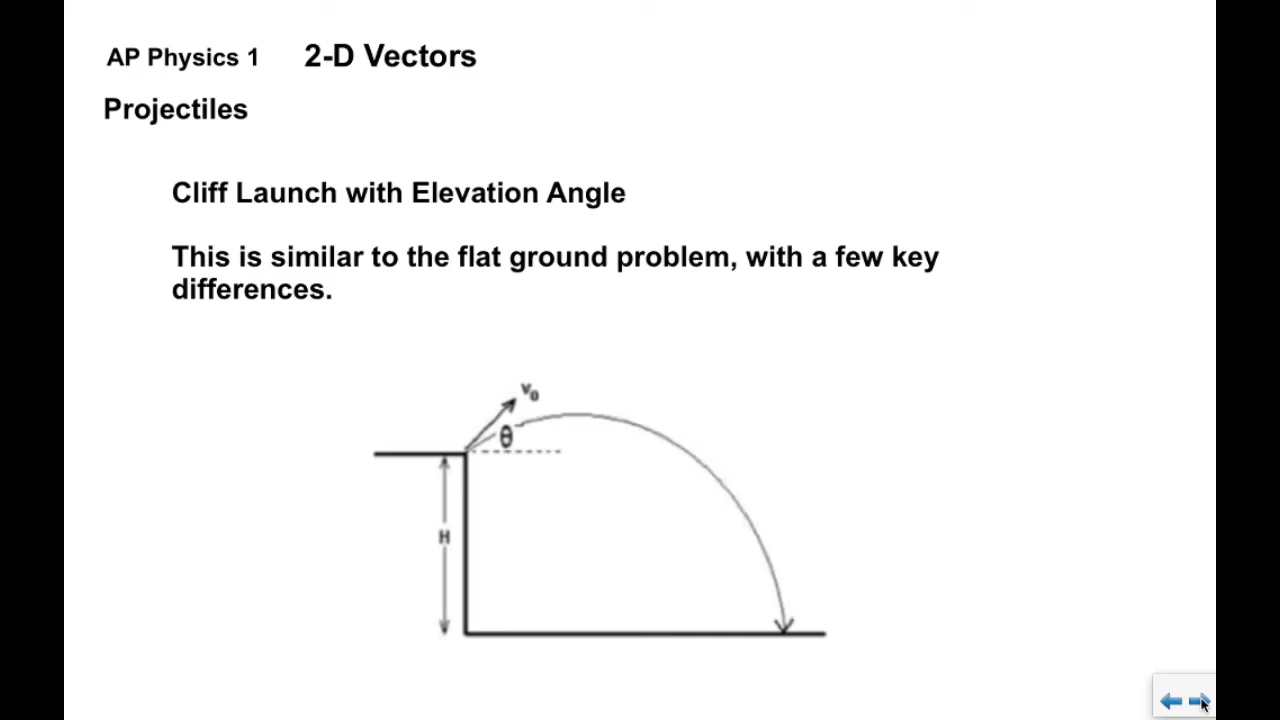 AP Physics 1 2-D Vectors
Projectiles
Cliff Launch with Elevation Angle
This is similar to the flat ground problem, with a few key
differences.
v₀
θ
H